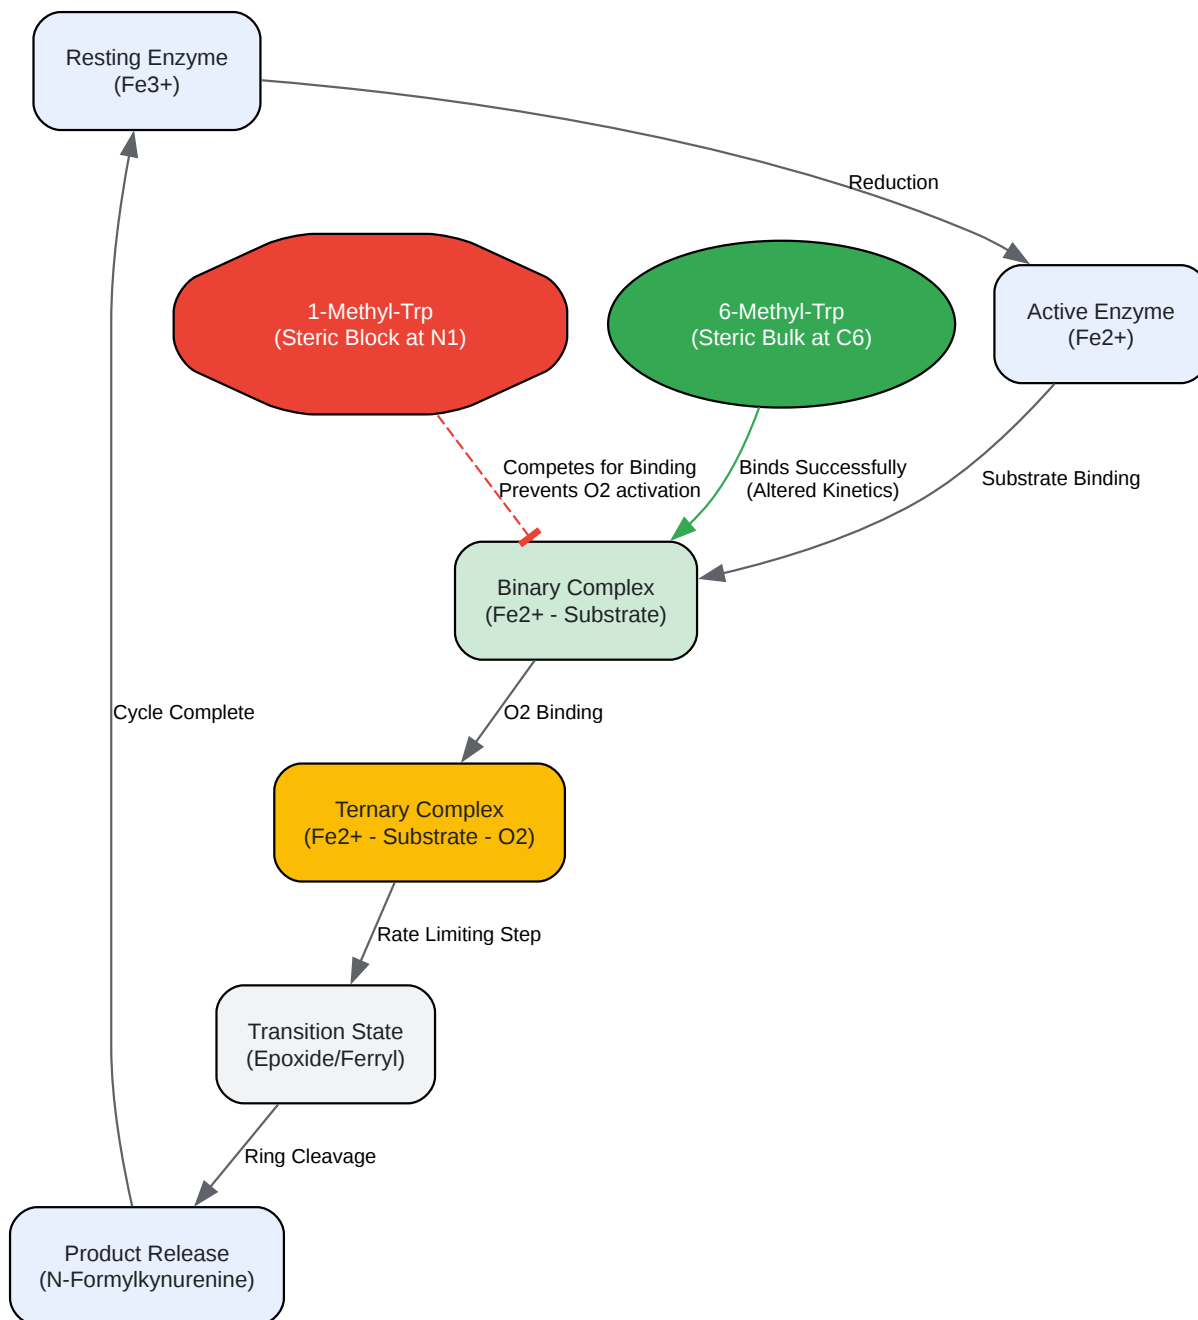 Resting Enzyme
(Fe3+)
Reduction
1-Methyl-Trp
(Steric Block at N1)
6-Methyl-Trp
(Steric Bulk at C6)
Active Enzyme
(Fe2+)
Competes for Binding
Prevents O2 activation
Binds Successfully
(Altered Kinetics)
Substrate Binding
Binary Complex
(Fe2+ - Substrate)
Cycle Complete
O2 Binding
Ternary Complex
(Fe2+ - Substrate - O2)
Rate Limiting Step
Transition State
(Epoxide/Ferryl)
Ring Cleavage
Product Release
(N-Formylkynurenine)